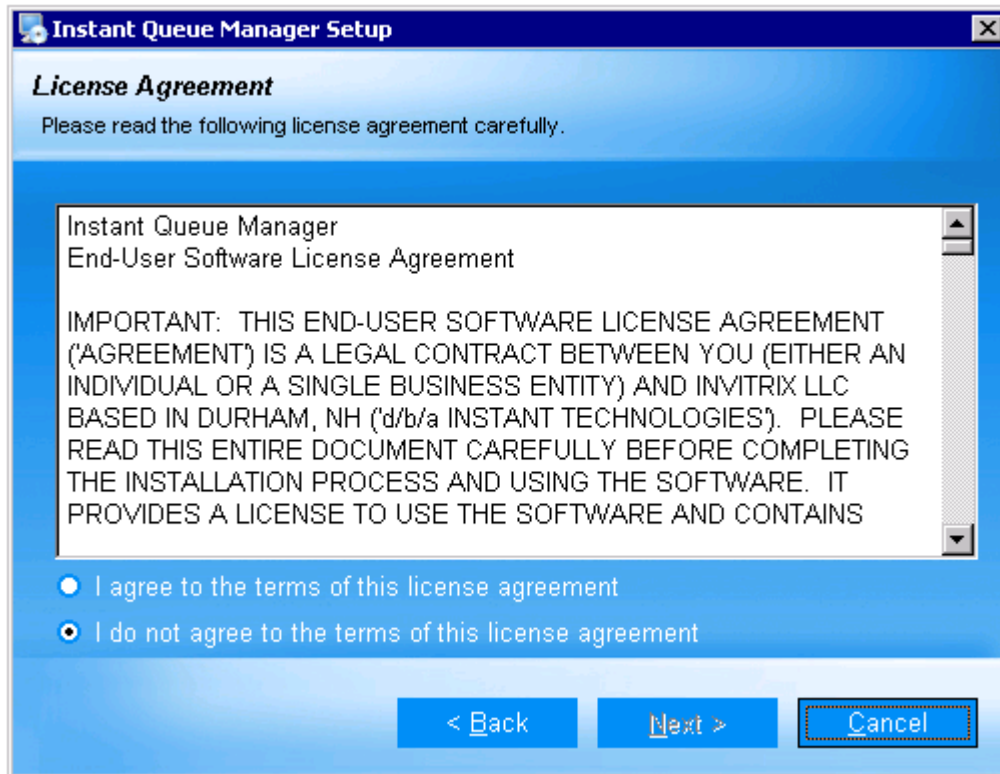 Instant Queue Manager Setup
License Agreement
Please read the following license agreement carefully.
Instant Queue Manager
End-User Software License Agreement
IMPORTANT:  THIS END-USER SOFTWARE LICENSE AGREEMENT
('AGREEMENT') IS A LEGAL CONTRACT BETWEEN YOU (EITHER AN
INDIVIDUAL OR A SINGLE BUSINESS ENTITY) AND INVITRIX LLC
BASED IN DURHAM, NH ('d/b/a INSTANT TECHNOLOGIES').  PLEASE
READ THIS ENTIRE DOCUMENT CAREFULLY BEFORE COMPLETING
THE INSTALLATION PROCESS AND USING THE SOFTWARE.  IT
PROVIDES A LICENSE TO USE THE SOFTWARE AND CONTAINS
I agree to the terms of this license agreement
I do not agree to the terms of this license agreement
< Back
Next >
Cancel